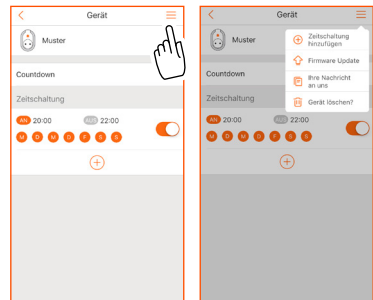 Gerät
Muster
Countdown
Zeitschaltung
AN 20:00 AUS 22:00
M D M D F S S
Gerät
Muster
Zeitschaltung
hinzufügen
Firmware Update
Ihre Nachricht
an uns
Gerät löschen?
Countdown
Zeitschaltung
AN 20:00 AUS 22:00
M D M D F S S